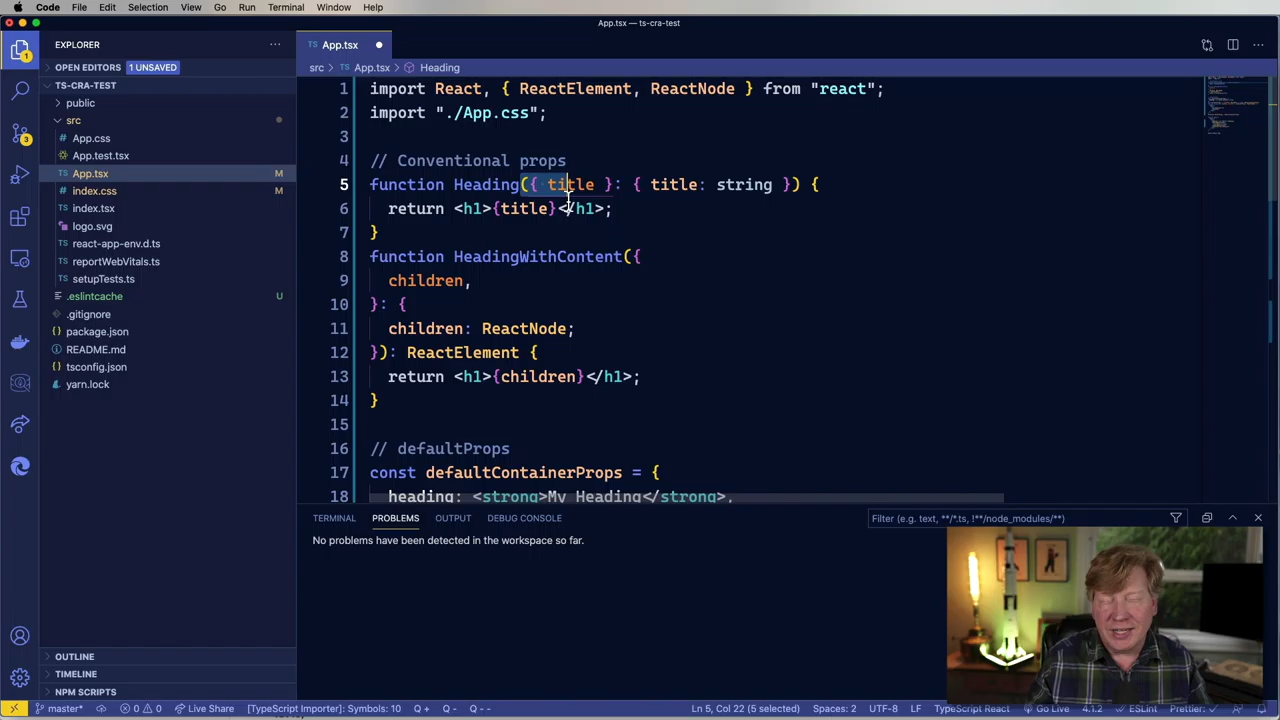 Code File Edit Selection View Go Run Terminal Window Help
App.tsx — ts-cra-test
EXPLORER
OPEN EDITORS 1 UNSAVED
TS-CRA-TEST
public
src
App.css
App.test.tsx
App.tsx M
index.css M
index.tsx
logo.svg
react-app-env.d.ts
reportWebVitals.ts
setupTests.ts
.eslintcache U
.gitignore
package.json
README.md
tsconfig.json
yarn.lock
OUTLINE
TIMELINE
NPM SCRIPTS
TS App.tsx
src > TS App.tsx > Heading
1 import React, { ReactElement, ReactNode } from "react";
2 import "./App.css";
3
4 // Conventional props
5 function Heading({ title }: { title: string }) {
6 return <h1>{title}</h1>;
7 }
8 function HeadingWithContent({
9 children,
10 }: {
11 children: ReactNode;
12 }): ReactElement {
13 return <h1>{children}</h1>;
14 }
15
16 // defaultProps
17 const defaultContainerProps = {
18 heading: <strong>My Heading</strong>,
TERMINAL PROBLEMS OUTPUT DEBUG CONSOLE
Filter (e.g. text, **/*.ts, !**/node_modules/**)
No problems have been detected in the workspace so far.
master* 0 0 Live Share [TypeScript Importer]: Symbols: 10 Q + Q - Q - - Ln 5, Col 22 (5 selected) Spaces: 2 UTF-8 LF TypeScript React Go Live 4.1.2 ESLint Prettier: ✓